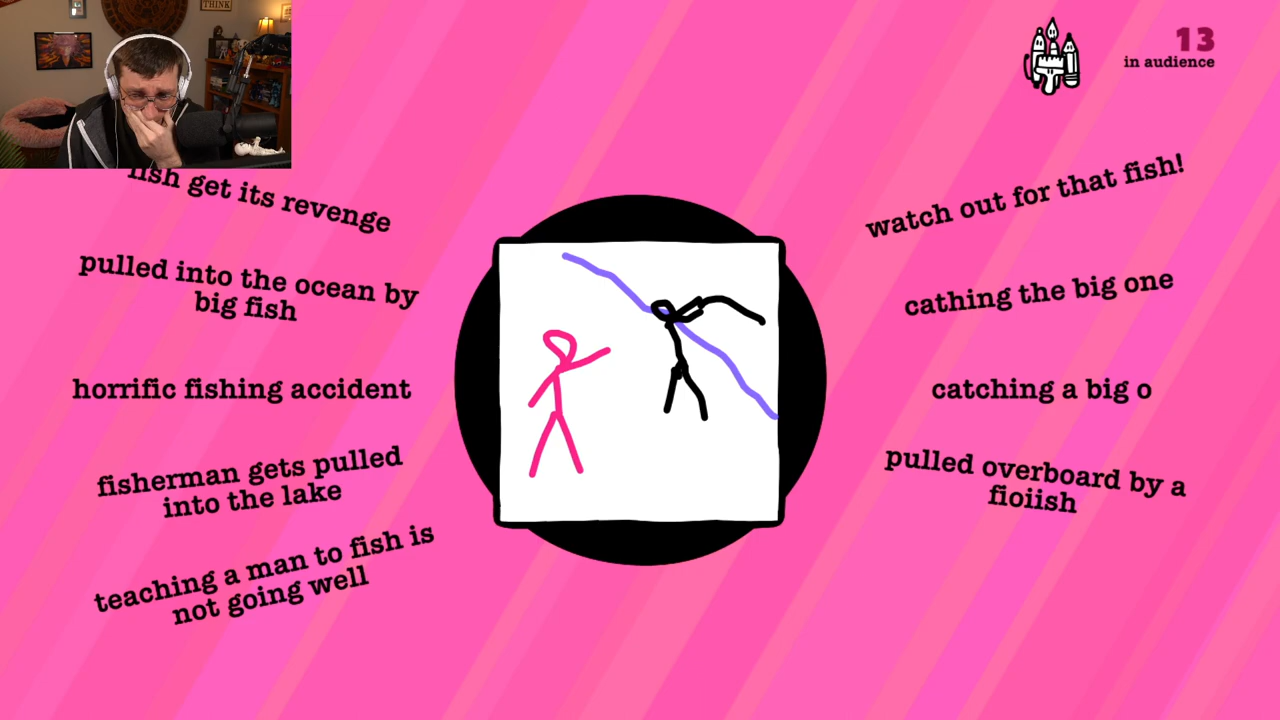 THINK
13
in audience
fish get its revenge
pulled into the ocean by
big fish
horrific fishing accident
fisherman gets pulled
into the lake
teaching a man to fish is
not going well
watch out for that fish!
cathing the big one
catching a big o
pulled overboard by a
fioiish